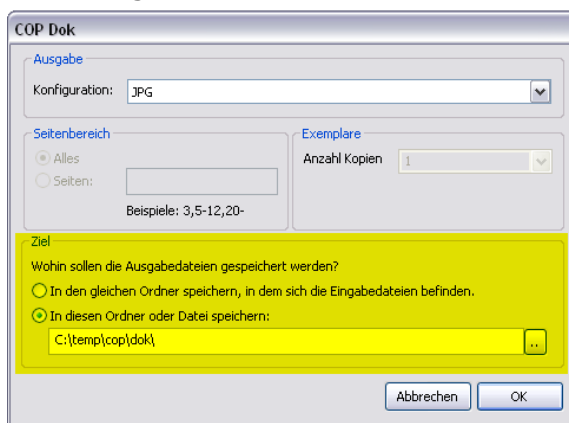 COP Dok
Ausgabe
Konfiguration: JPG
Seitenbereich
Alles
Seiten:
Beispiele: 3,5-12,20-
Exemplare
Anzahl Kopien 1
Ziel
Wohin sollen die Ausgabedateien gespeichert werden?
In den gleichen Ordner speichern, in dem sich die Eingabedateien befinden.
In diesen Ordner oder Datei speichern:
C:\temp\cop\dok\ ..
Abbrechen OK